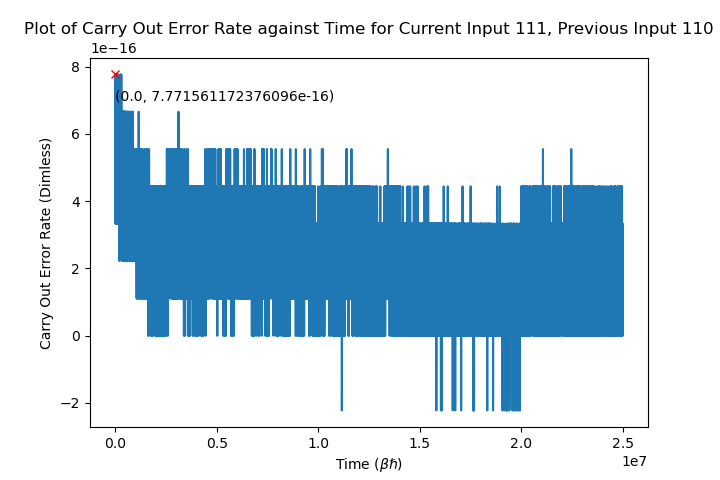 Plot of Carry Out Error Rate against Time for Current Input 111, Previous Input 110
1e−16
8
(0.0, 7.771561172376096e-16)
6
4
2
0
−2
Carry Out Error Rate (Dimless)
0.0 0.5 1.0 1.5 2.0 2.5
1e7
Time (βℏ)